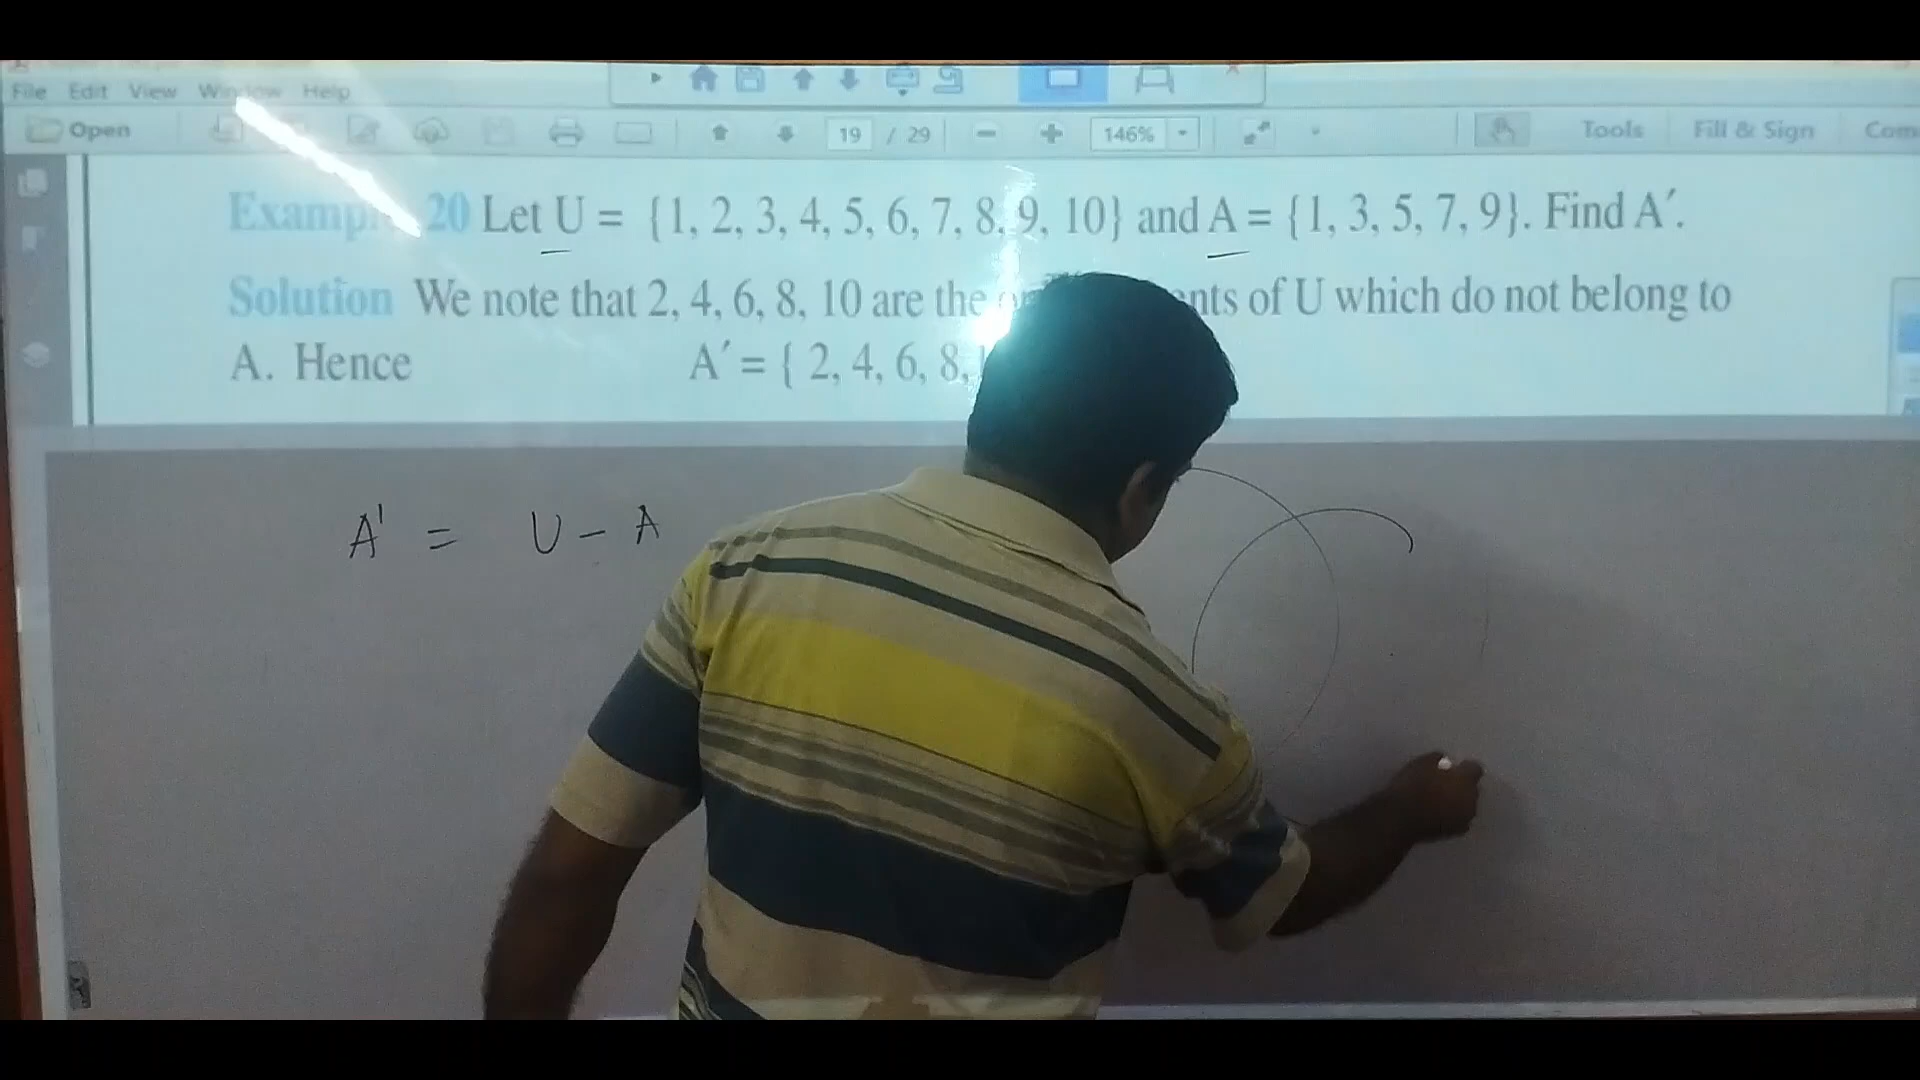 File Edit View Window Help
Open 19 / 29 146% Tools Fill & Sign Com
20 Let U = {1, 2, 3, 4, 5, 6, 7, 8, 9, 10} and A = {1, 3, 5, 7, 9}. Find A′.
Solution We note that 2, 4, 6, 8, 10 are the of U which do not belong to
A. Hence A′ = { 2, 4, 6, 8,
A' = U - A